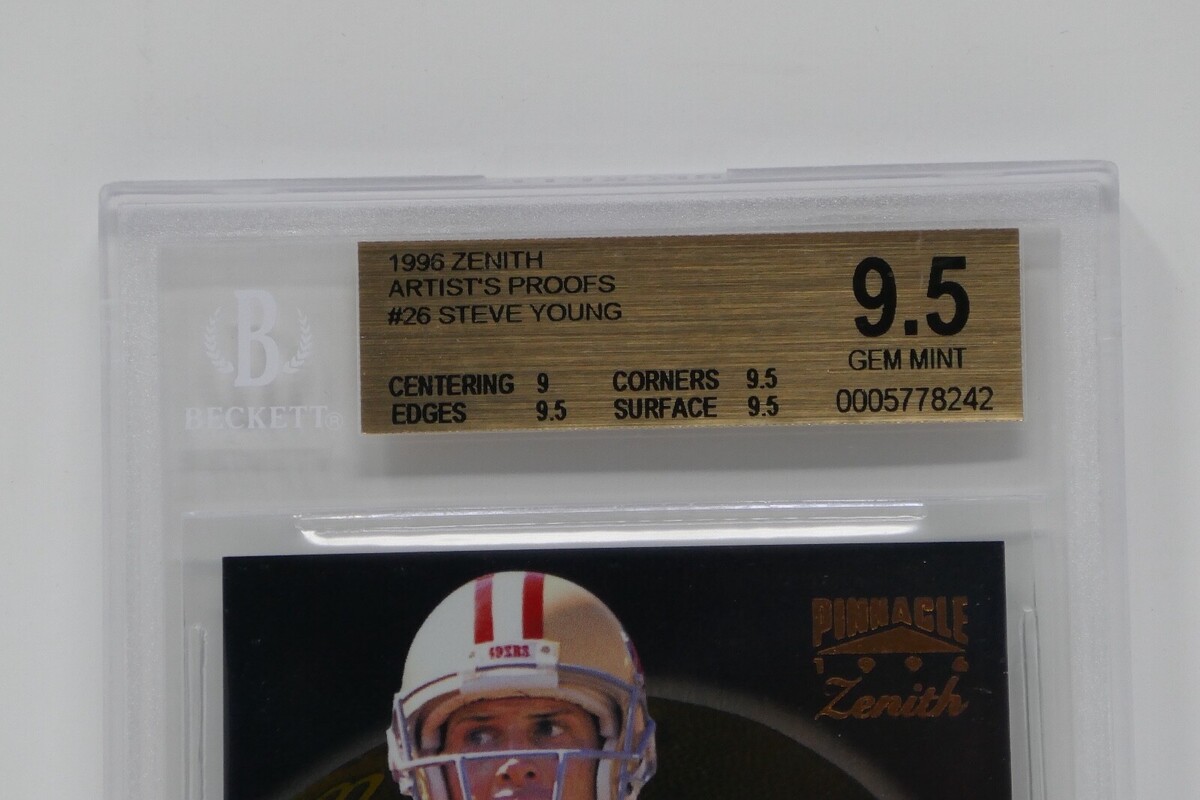 1996 ZENITH
ARTIST'S PROOFS
#26 STEVE YOUNG
9.5
GEM MINT
CENTERING 9 CORNERS 9.5
EDGES 9.5 SURFACE 9.5
0005778242
B
BECKETT®
PINNACLE
1996
Zenith
49ERS